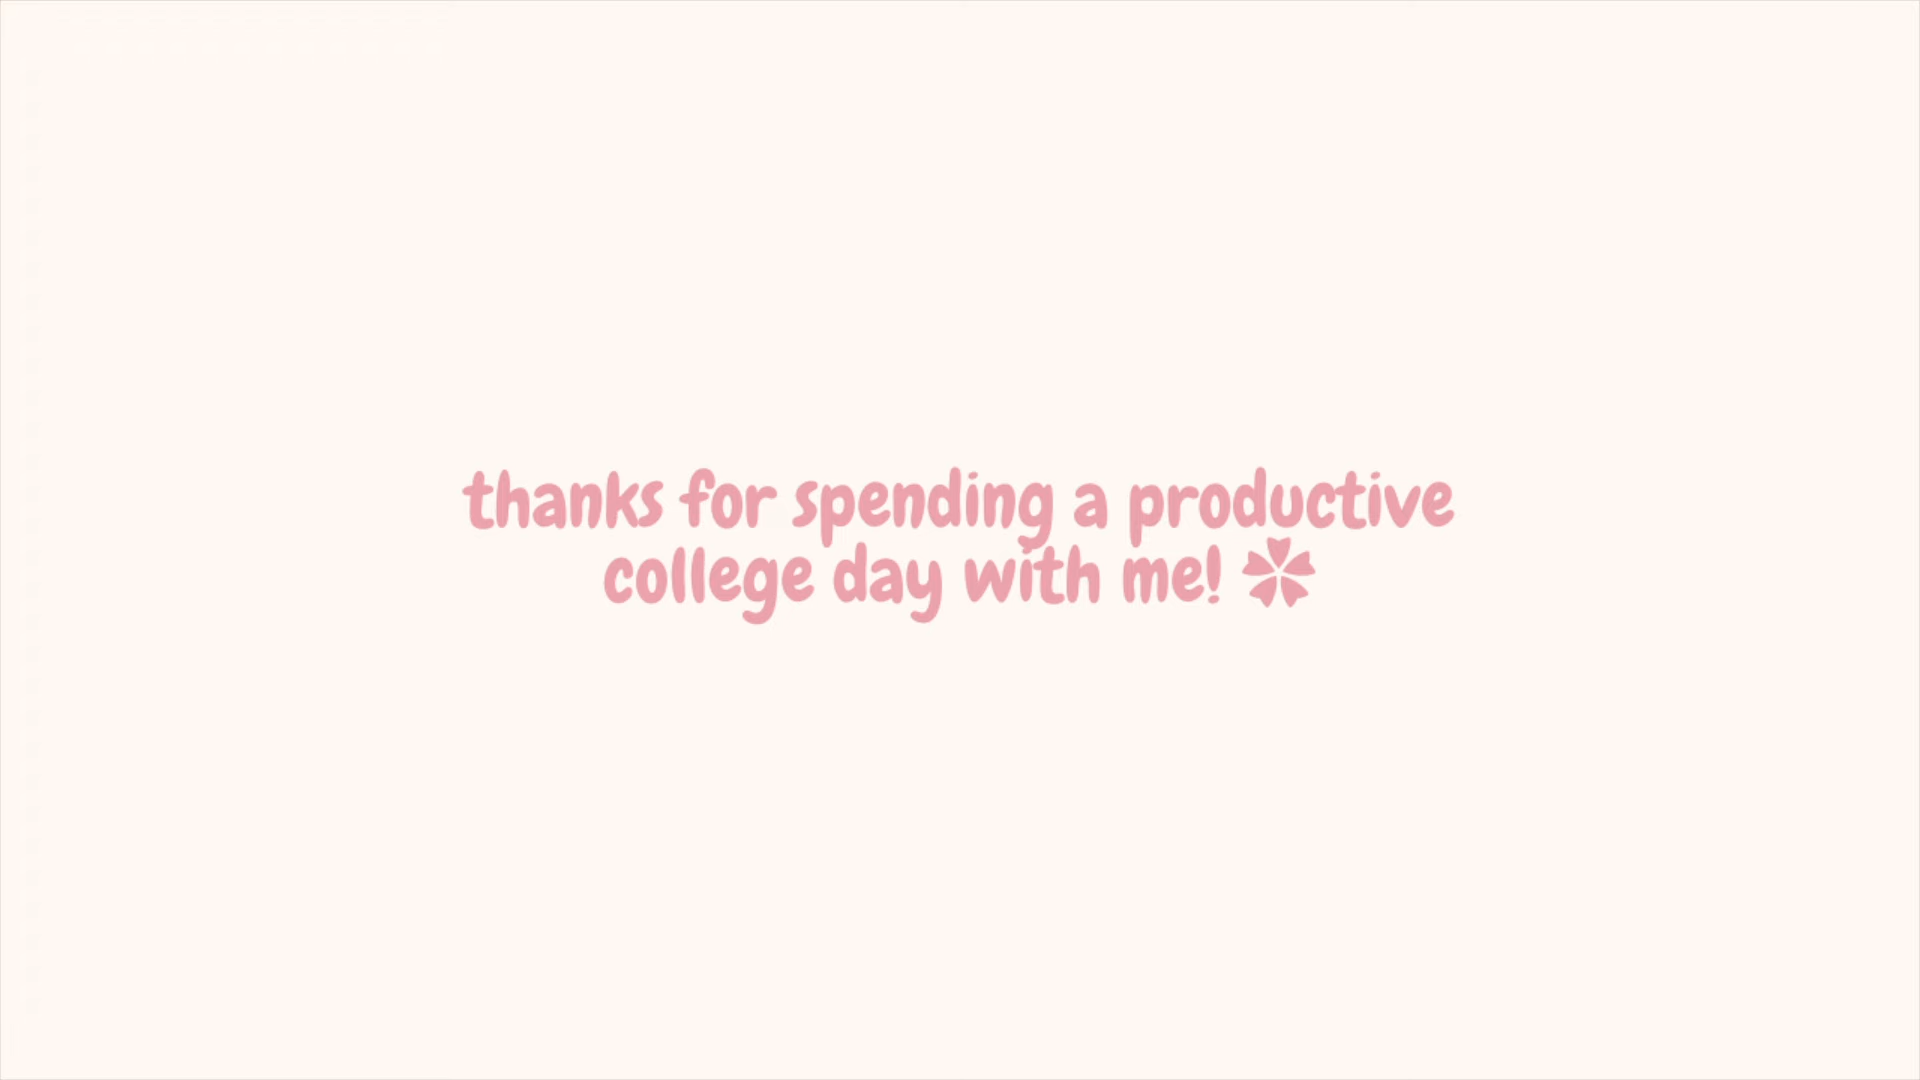 thanks for spending a productive
college day with me! ✽